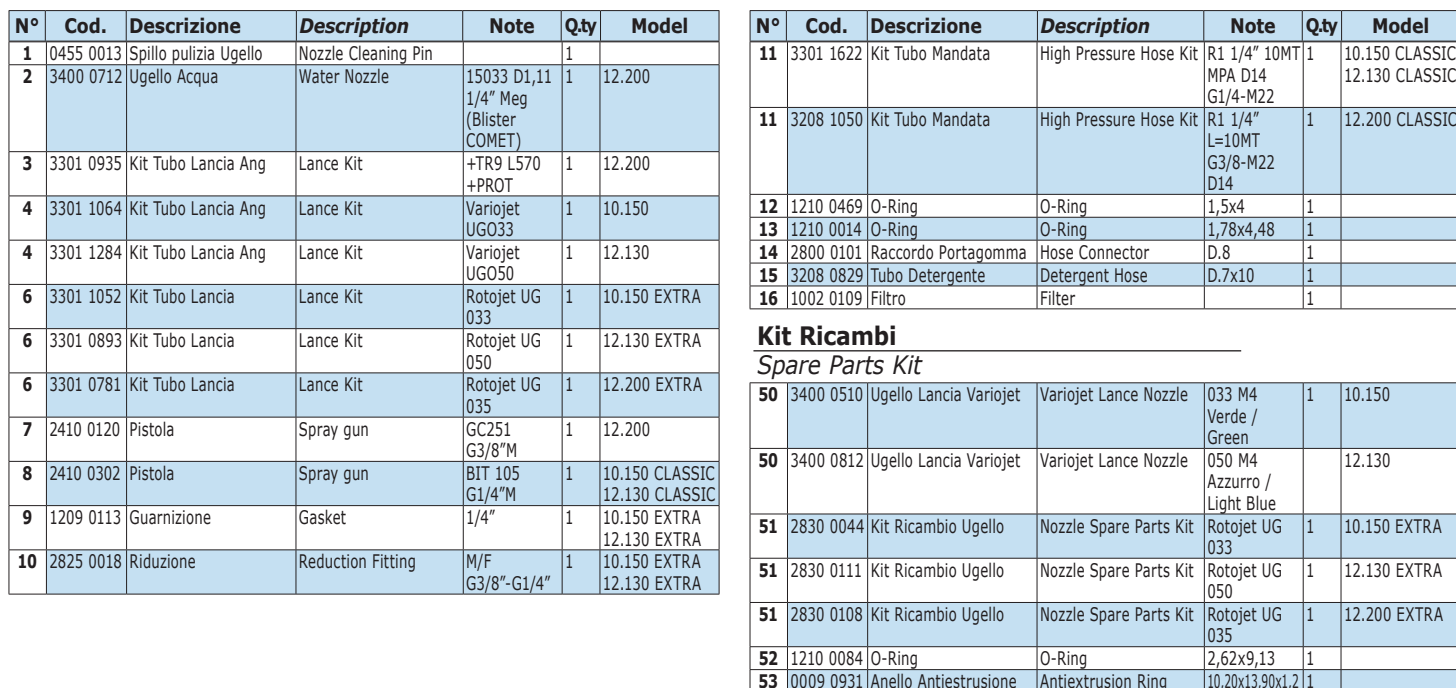 N° Cod. Descrizione Description Note Q.ty Model
1 0455 0013 Spillo pulizia Ugello Nozzle Cleaning Pin 1
2 3400 0712 Ugello Acqua Water Nozzle 15033 D1,11 1 12.200
1/4” Meg
(Blister
COMET)
3 3301 0935 Kit Tubo Lancia Ang Lance Kit +TR9 L570 1 12.200
+PROT
4 3301 1064 Kit Tubo Lancia Ang Lance Kit Variojet 1 10.150
UGO33
4 3301 1284 Kit Tubo Lancia Ang Lance Kit Variojet 1 12.130
UGO50
6 3301 1052 Kit Tubo Lancia Lance Kit Rotojet UG 1 10.150 EXTRA
033
6 3301 0893 Kit Tubo Lancia Lance Kit Rotojet UG 1 12.130 EXTRA
050
6 3301 0781 Kit Tubo Lancia Lance Kit Rotojet UG 1 12.200 EXTRA
035
7 2410 0120 Pistola Spray gun GC251 1 12.200
G3/8”M
8 2410 0302 Pistola Spray gun BIT 105 1 10.150 CLASSIC
G1/4”M 12.130 CLASSIC
9 1209 0113 Guarnizione Gasket 1/4” 1 10.150 EXTRA
12.130 EXTRA
10 2825 0018 Riduzione Reduction Fitting M/F 1 10.150 EXTRA
G3/8”-G1/4” 12.130 EXTRA
N° Cod. Descrizione Description Note Q.ty Model
11 3301 1622 Kit Tubo Mandata High Pressure Hose Kit R1 1/4” 10MT 1 10.150 CLASSIC
MPA D14 12.130 CLASSIC
G1/4-M22
11 3208 1050 Kit Tubo Mandata High Pressure Hose Kit R1 1/4” 1 12.200 CLASSIC
L=10MT
G3/8-M22
D14
12 1210 0469 O-Ring O-Ring 1,5x4 1
13 1210 0014 O-Ring O-Ring 1,78x4,48 1
14 2800 0101 Raccordo Portagomma Hose Connector D.8 1
15 3208 0829 Tubo Detergente Detergent Hose D.7x10 1
16 1002 0109 Filtro Filter 1
Kit Ricambi
Spare Parts Kit
50 3400 0510 Ugello Lancia Variojet Variojet Lance Nozzle 033 M4 1 10.150
Verde /
Green
50 3400 0812 Ugello Lancia Variojet Variojet Lance Nozzle 050 M4 12.130
Azzurro /
Light Blue
51 2830 0044 Kit Ricambio Ugello Nozzle Spare Parts Kit Rotojet UG 1 10.150 EXTRA
033
51 2830 0111 Kit Ricambio Ugello Nozzle Spare Parts Kit Rotojet UG 1 12.130 EXTRA
050
51 2830 0108 Kit Ricambio Ugello Nozzle Spare Parts Kit Rotojet UG 1 12.200 EXTRA
035
52 1210 0084 O-Ring O-Ring 2,62x9,13 1
53 0009 0931 Anello Antiestrusione Antiextrusion Ring 10,20x13,90x1,2 1